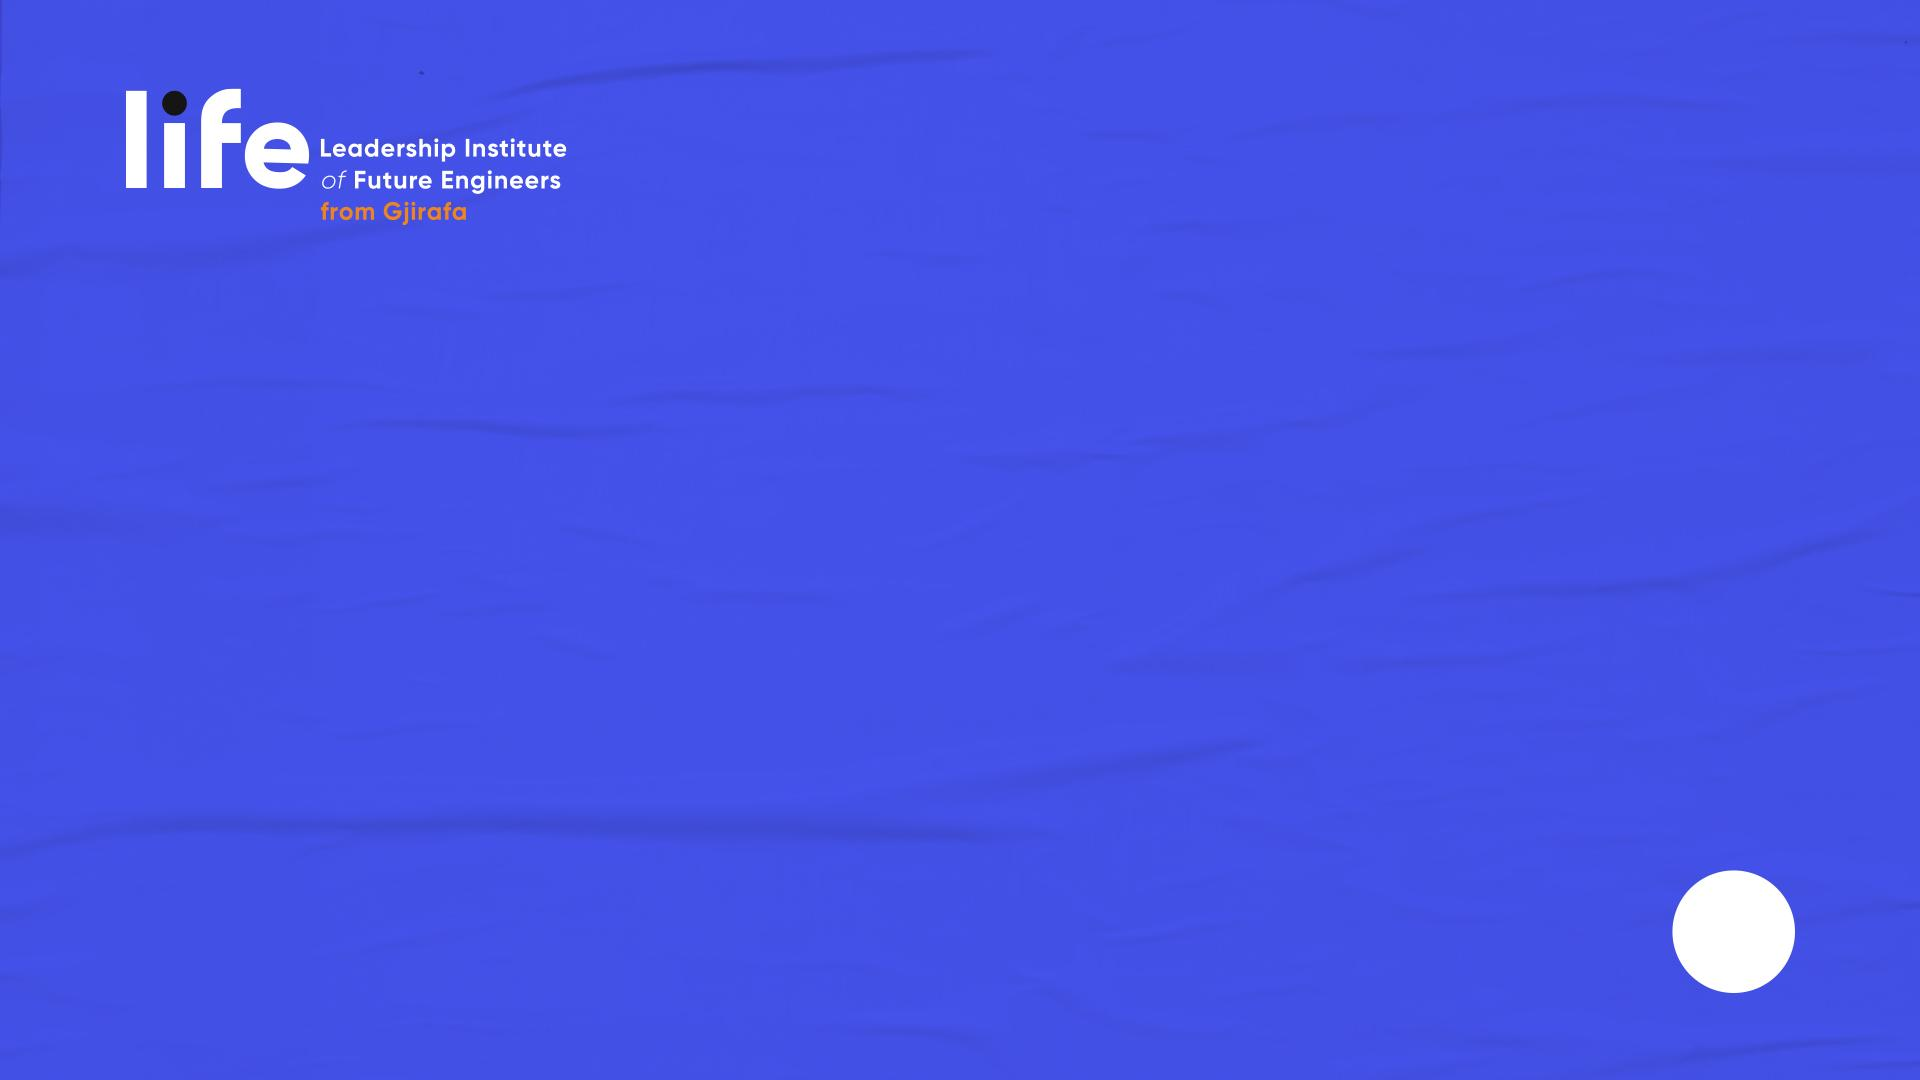 life
Leadership Institute
of Future Engineers
from Gjirafa